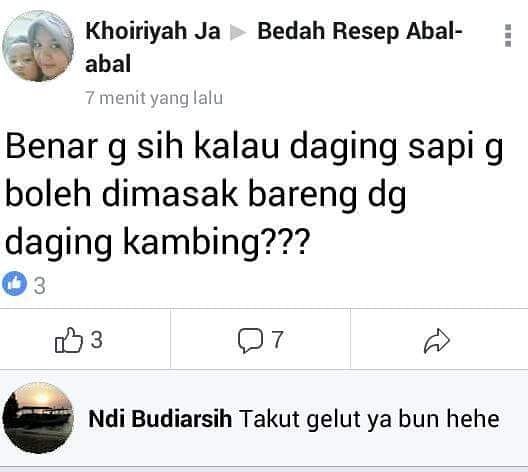 Khoiriyah Ja ▶ Bedah Resep Abal-
abal
7 menit yang lalu
Benar g sih kalau daging sapi g
boleh dimasak bareng dg
daging kambing???
3
3 7
Ndi Budiarsih Takut gelut ya bun hehe